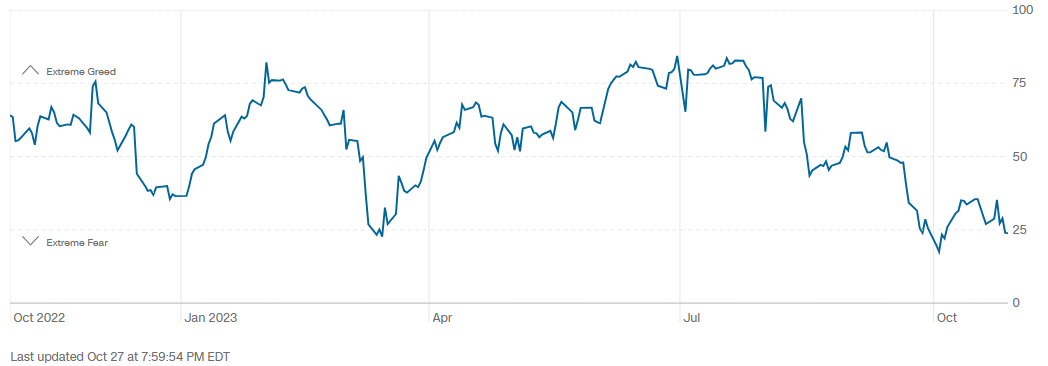 100
Extreme Greed
75
50
25
Extreme Fear
0
Oct 2022 Jan 2023 Apr Jul Oct
Last updated Oct 27 at 7:59:54 PM EDT